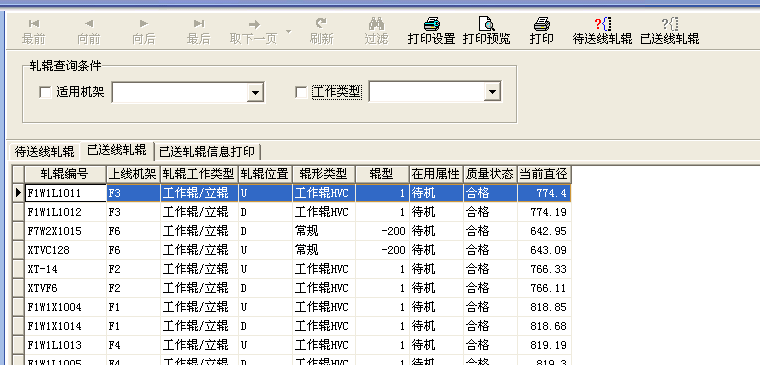 最前 向前 向后 最后 取下一页 刷新 过滤 打印设置 打印预览 打印 待送线轧辊 已送线轧辊
轧辊查询条件
适用机架 工作类型
待送线轧辊 已送线轧辊 已送轧辊信息打印
轧辊编号 上线机架 轧辊工作类型 轧辊位置 辊形类型 辊型 在用属性 质量状态 当前直径
F1W1L1011 F3 工作辊/立辊 U 工作辊HVC 1 待机 合格 774.4
F1W1L1012 F3 工作辊/立辊 D 工作辊HVC 1 待机 合格 774.19
F7W2X1015 F6 工作辊/立辊 D 常规 -200 待机 合格 642.95
XTVC128 F6 工作辊/立辊 U 常规 -200 待机 合格 643.09
XT-14 F2 工作辊/立辊 U 工作辊HVC 1 待机 合格 766.33
XTVF6 F2 工作辊/立辊 D 工作辊HVC 1 待机 合格 766.11
F1W1X1004 F1 工作辊/立辊 U 工作辊HVC 1 待机 合格 818.85
F1W1X1014 F1 工作辊/立辊 D 工作辊HVC 1 待机 合格 818.68
F1W1L1013 F4 工作辊/立辊 U 工作辊HVC 1 待机 合格 819.19
F1W1L1005 F4 工作辊/立辊 D 工作辊HVC 1 待机 合格 819.3